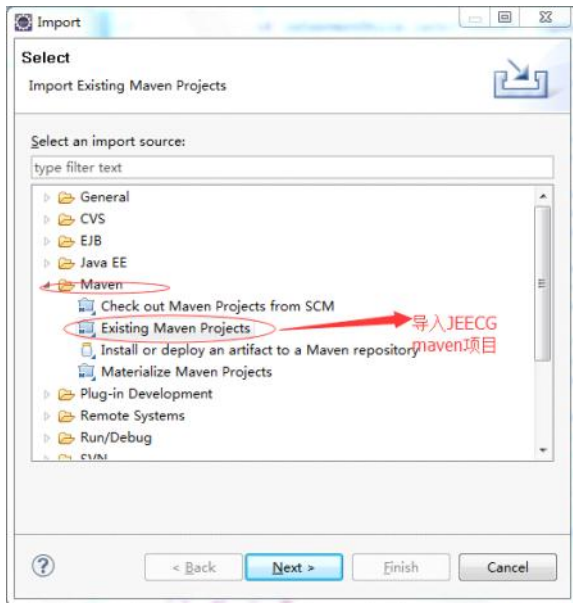 Import
Select
Import Existing Maven Projects
Select an import source:
type filter text
General
CVS
EJB
Java EE
Maven
Check out Maven Projects from SCM
Existing Maven Projects
导入JEECG
maven项目
Install or deploy an artifact to a Maven repository
Materialize Maven Projects
Plug-in Development
Remote Systems
Run/Debug
SVN
?
< Back
Next >
Finish
Cancel